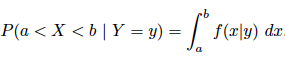 P(a < X < b | Y = y) = ∫_a^b f(x|y) dx.